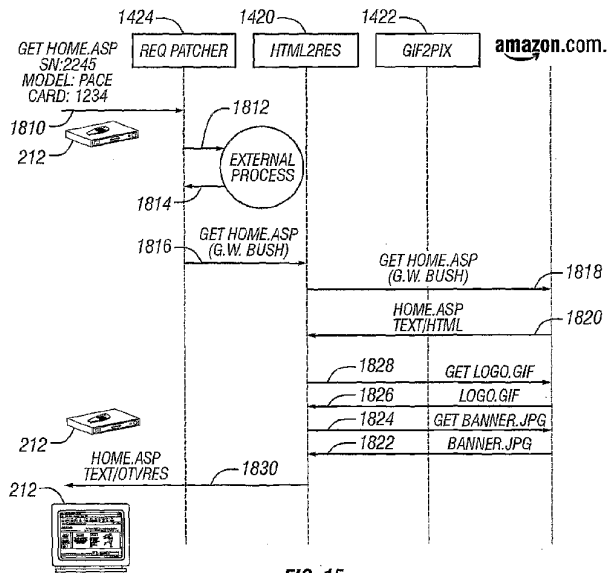 1424
1420
1422
GET HOME.ASP
SN:2245
MODEL: PACE
CARD: 1234
REQ PATCHER
HTML2RES
GIF2PIX
amazon.com.
1810
212
1812
EXTERNAL
PROCESS
1814
1816
GET HOME.ASP
(G.W. BUSH)
GET HOME.ASP
(G.W. BUSH)
1818
HOME.ASP
TEXT/HTML
1820
1828
GET LOGO.GIF
1826
LOGO.GIF
1824
GET BANNER.JPG
1822
BANNER.JPG
212
HOME.ASP
TEXT/OTVRES
1830
212
FIG. 15